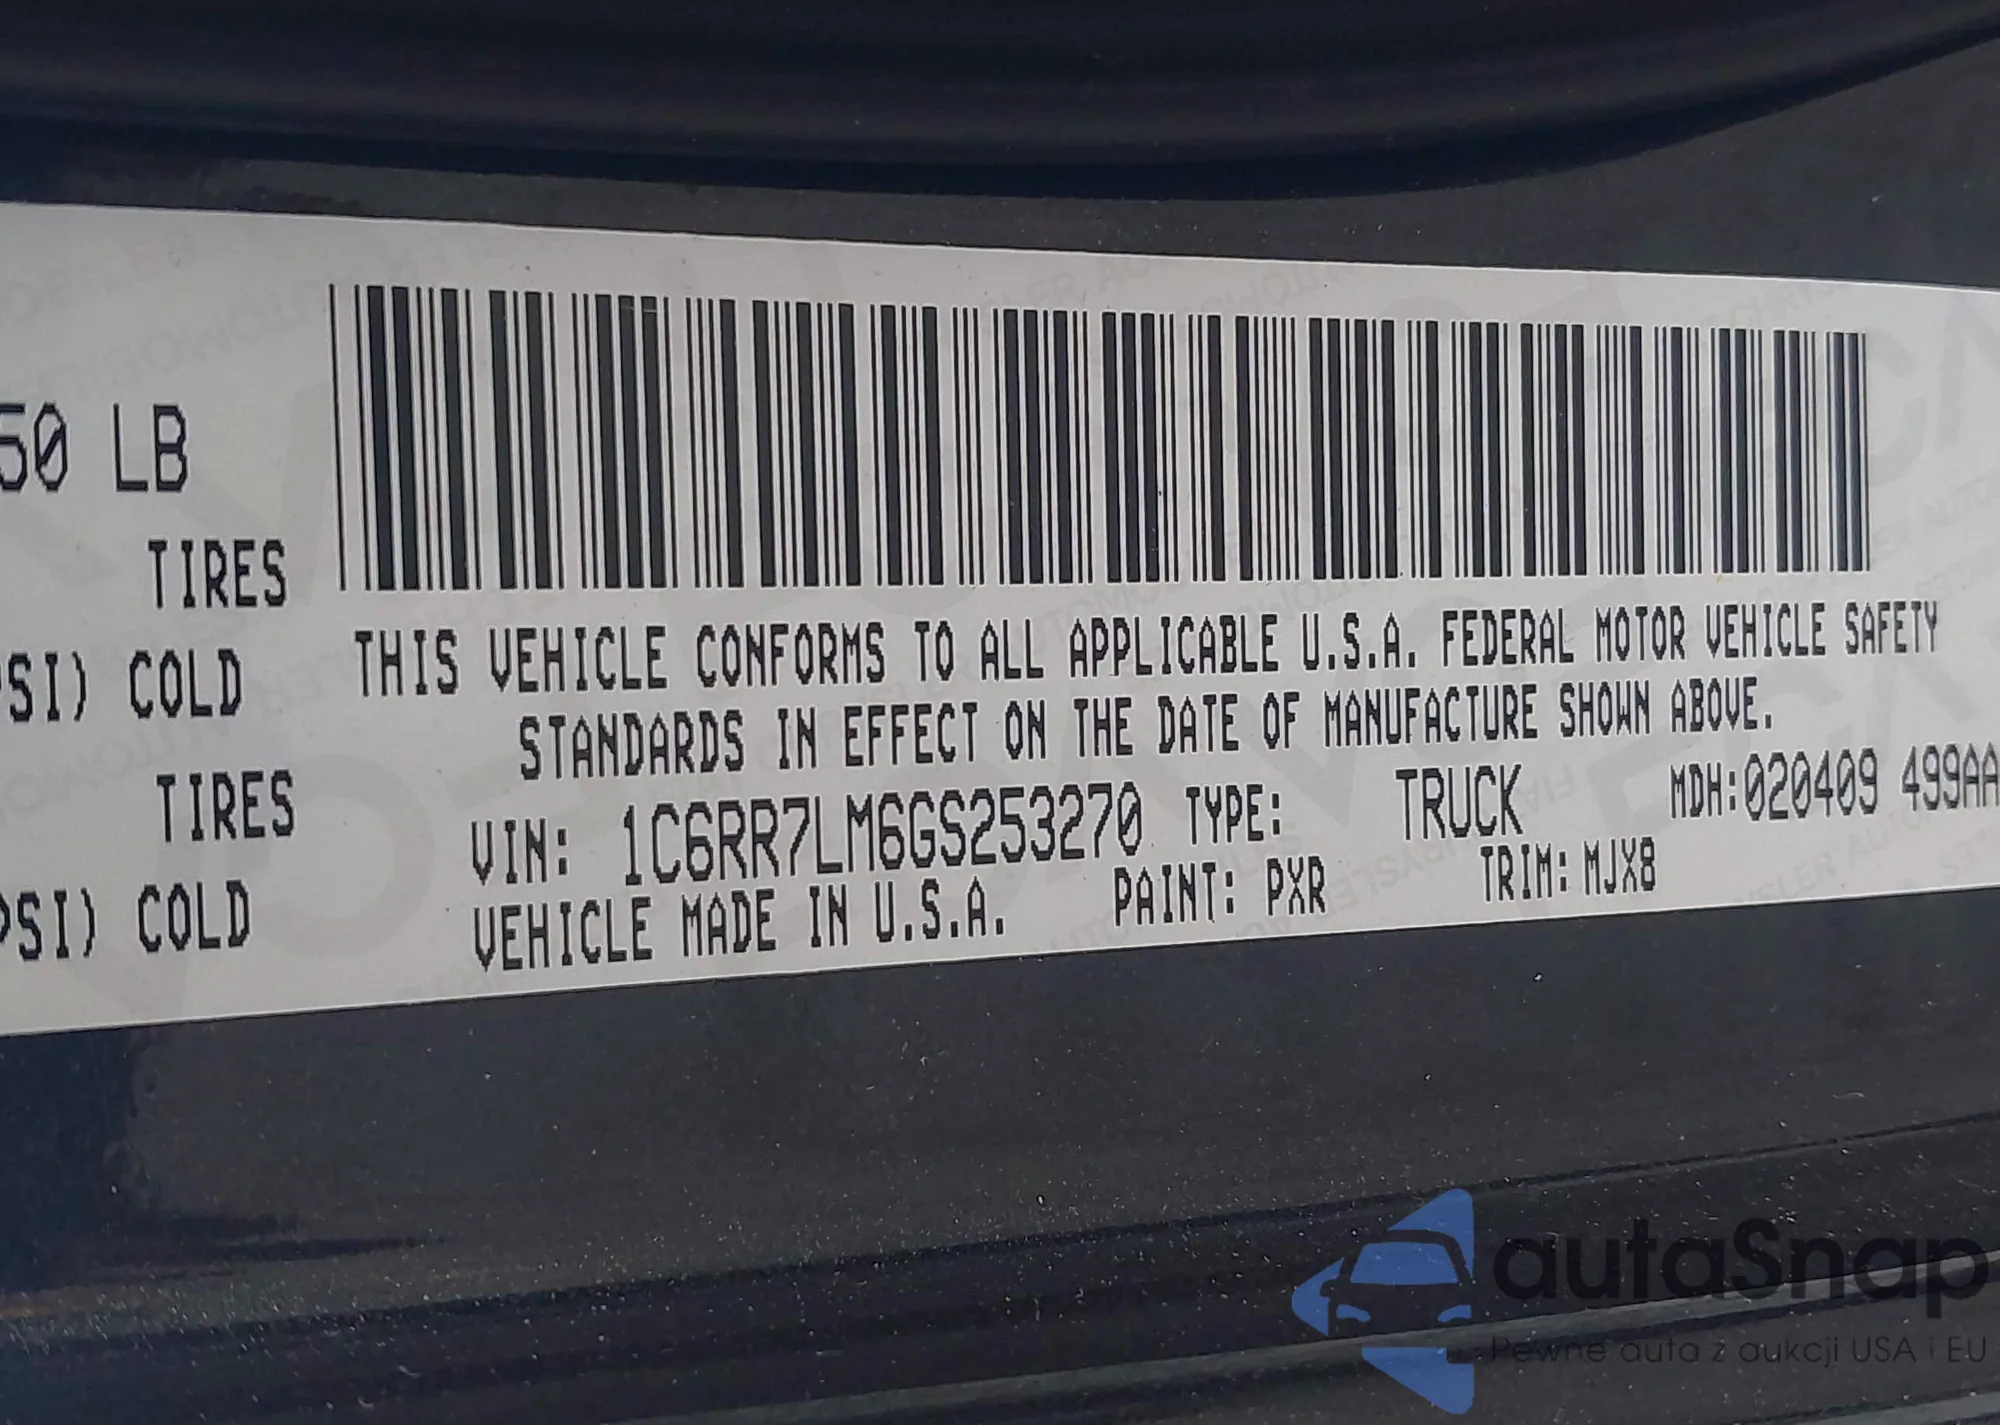 50 LB
TIRES
PSI) COLD
TIRES
PSI) COLD
THIS VEHICLE CONFORMS TO ALL APPLICABLE U.S.A. FEDERAL MOTOR VEHICLE SAFETY
STANDARDS IN EFFECT ON THE DATE OF MANUFACTURE SHOWN ABOVE.
VIN: 1C6RR7LM6GS253270 TYPE: TRUCK MDH:020409 499AA
VEHICLE MADE IN U.S.A. PAINT: PXR TRIM: MJX8
autaSnap
Pewne auta z aukcji USA i EU